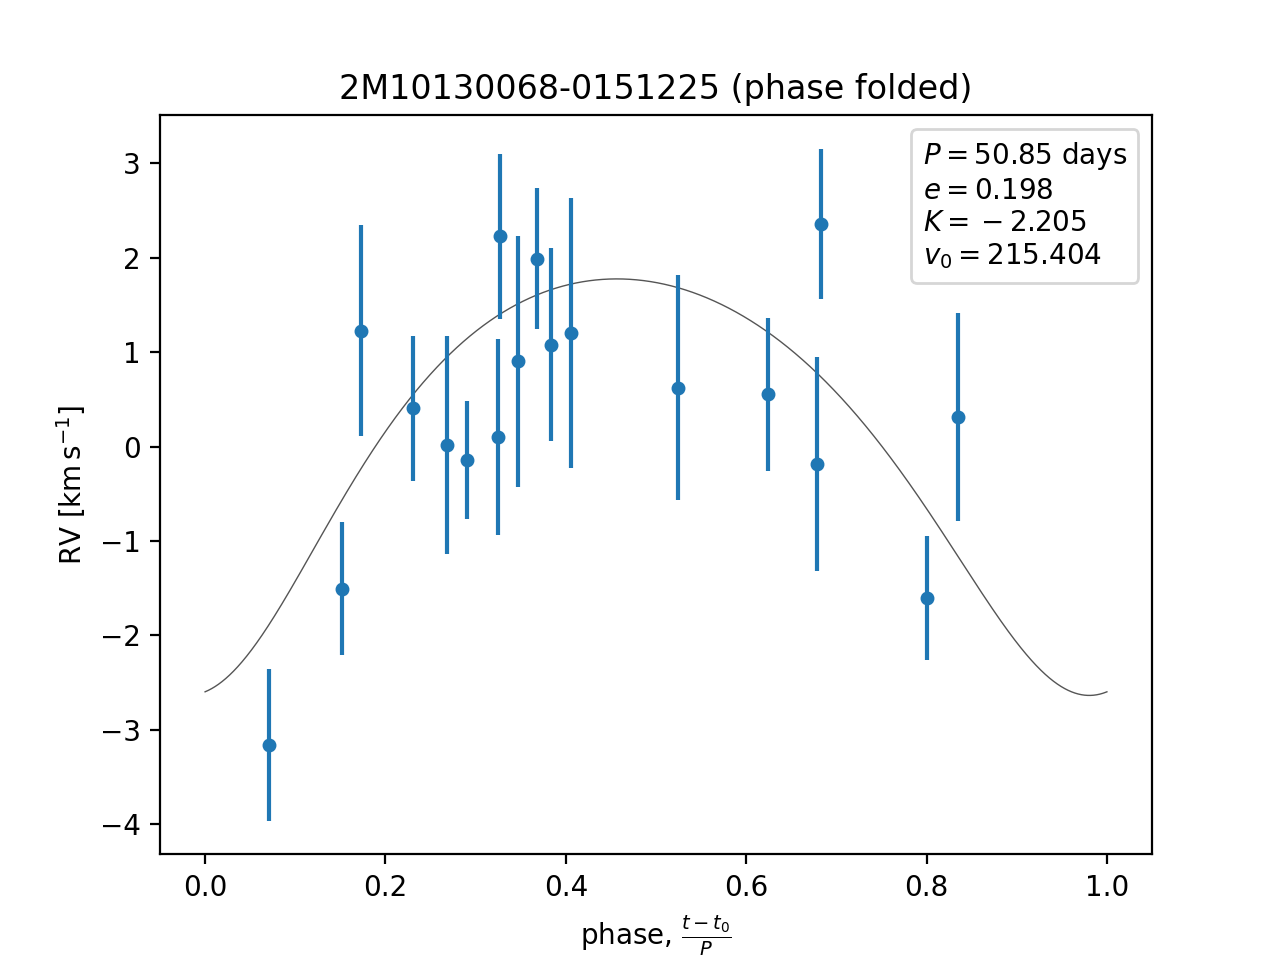 2M10130068-0151225 (phase folded)
P = 50.85 days
e = 0.198
K = −2.205
v₀ = 215.404
3
2
1
0
−1
−2
−3
−4
RV [km s⁻¹]
0.0 0.2 0.4 0.6 0.8 1.0
phase, (t − t₀)/P